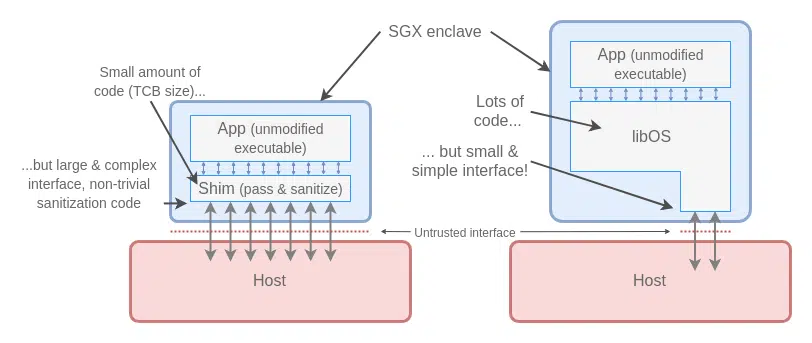 SGX enclave
Small amount of
code (TCB size)...
App (unmodified
executable)
...but large & complex
interface, non-trivial
sanitization code
Shim (pass & sanitize)
Host
App (unmodified
executable)
Lots of
code...
libOS
... but small &
simple interface!
Untrusted interface
Host